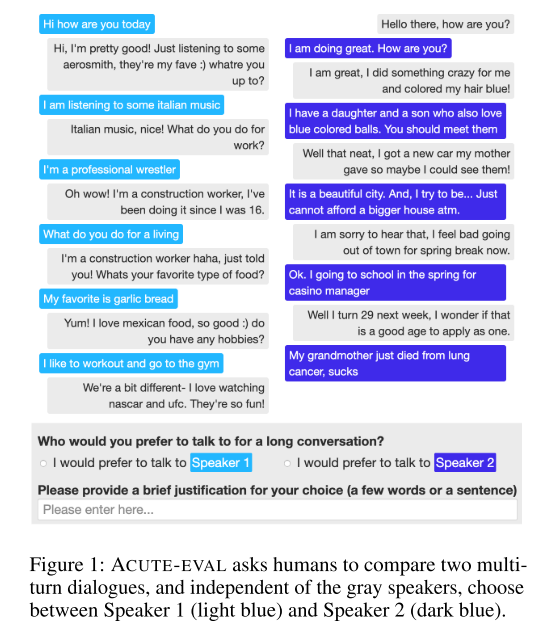 Hi how are you today
Hi, I'm pretty good! Just listening to some
aerosmith, they're my fave :) whatre you
up to?
I am listening to some italian music
Italian music, nice! What do you do for
work?
I'm a professional wrestler
Oh wow! I'm a construction worker, I've
been doing it since I was 16.
What do you do for a living
I'm a construction worker haha, just told
you! Whats your favorite type of food?
My favorite is garlic bread
Yum! I love mexican food, so good :) do
you have any hobbies?
I like to workout and go to the gym
We're a bit different- I love watching
nascar and ufc. They're so fun!
Hello there, how are you?
I am doing great. How are you?
I am great, I did something crazy for me
and colored my hair blue!
I have a daughter and a son who also love
blue colored balls. You should meet them
Well that neat, I got a new car my mother
gave so maybe I could see them!
It is a beautiful city. And, I try to be... Just
cannot afford a bigger house atm.
I am sorry to hear that, I feel bad going
out of town for spring break now.
Ok. I going to school in the spring for
casino manager
Well I turn 29 next week, I wonder if that
is a good age to apply as one.
My grandmother just died from lung
cancer, sucks
Who would you prefer to talk to for a long conversation?
I would prefer to talk to Speaker 1
I would prefer to talk to Speaker 2
Please provide a brief justification for your choice (a few words or a sentence)
Please enter here...
Figure 1: ACUTE-EVAL asks humans to compare two multi-
turn dialogues, and independent of the gray speakers, choose
between Speaker 1 (light blue) and Speaker 2 (dark blue).